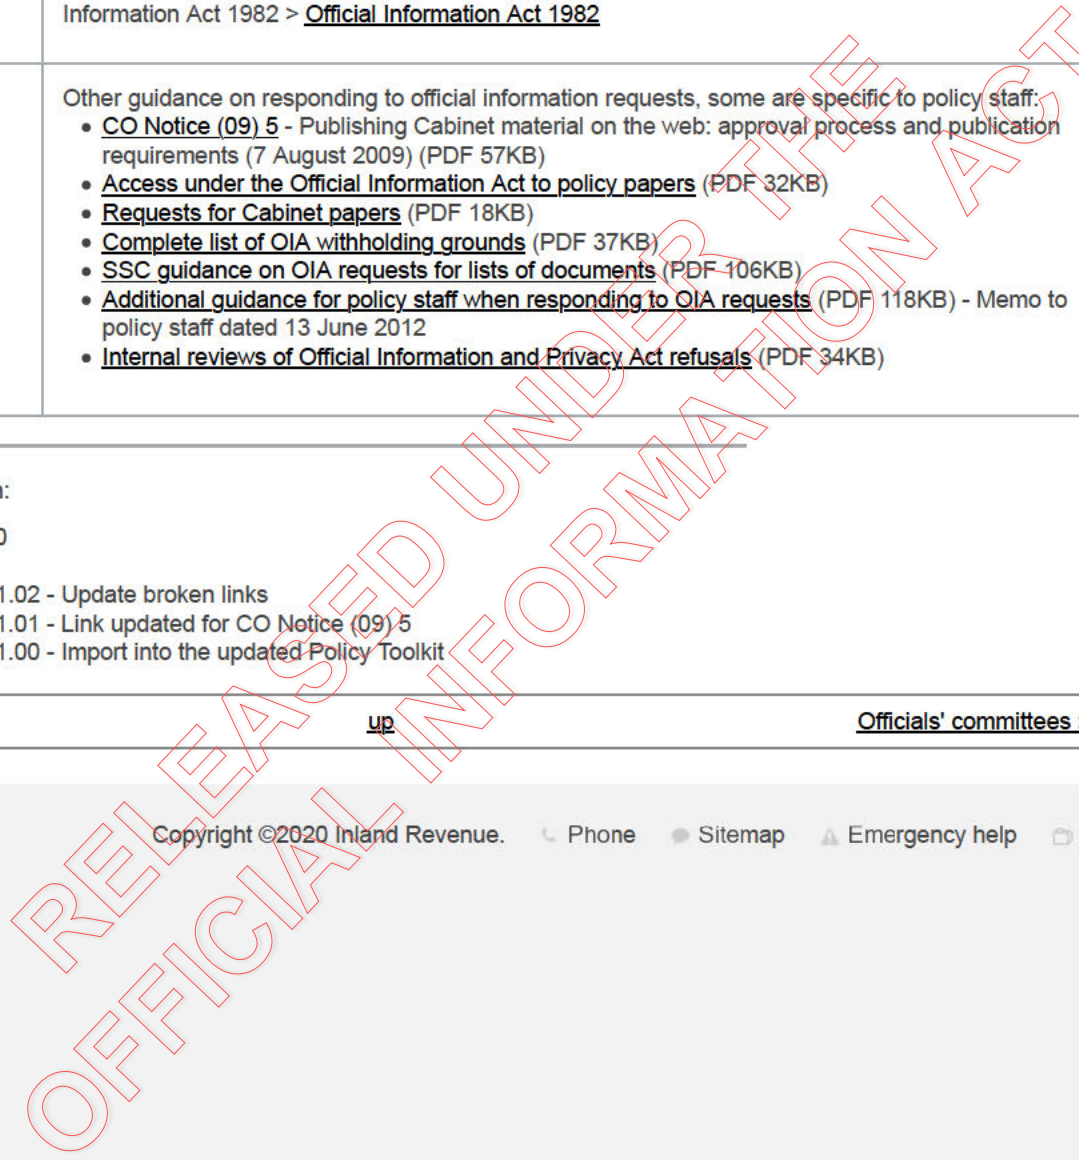 Information Act 1982 > Official Information Act 1982
Other guidance on responding to official information requests, some are specific to policy staff:
• CO Notice (09) 5 - Publishing Cabinet material on the web: approval process and publication
requirements (7 August 2009) (PDF 57KB)
• Access under the Official Information Act to policy papers (PDF 32KB)
• Requests for Cabinet papers (PDF 18KB)
• Complete list of OIA withholding grounds (PDF 37KB)
• SSC guidance on OIA requests for lists of documents (PDF 106KB)
• Additional guidance for policy staff when responding to OIA requests (PDF 118KB) - Memo to
policy staff dated 13 June 2012
• Internal reviews of Official Information and Privacy Act refusals (PDF 34KB)
1.02 - Update broken links
1.01 - Link updated for CO Notice (09) 5
1.00 - Import into the updated Policy Toolkit
up Officials' committees
Copyright ©2020 Inland Revenue. Phone Sitemap Emergency help
RELEASED UNDER THE
OFFICIAL INFORMATION ACT